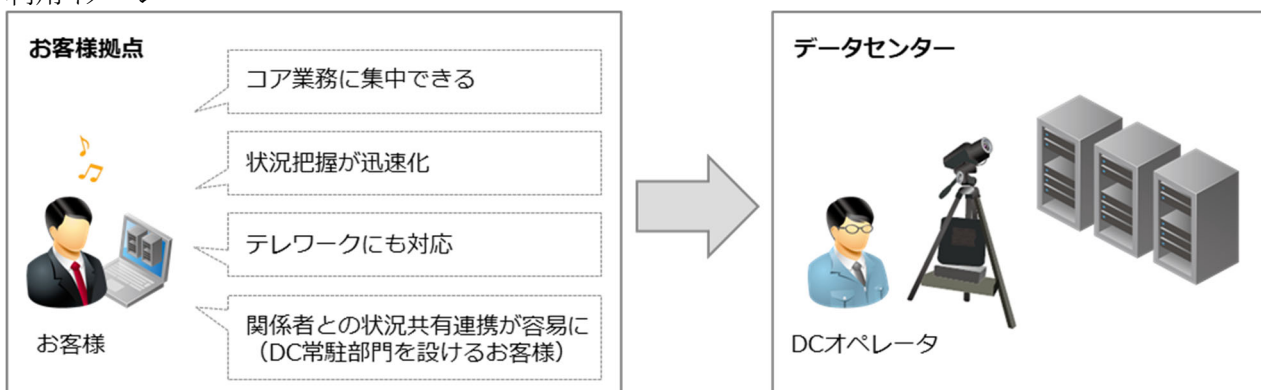 お客様拠点
コア業務に集中できる
状況把握が迅速化
テレワークにも対応
関係者との状況共有連携が容易に
（DC常駐部門を設けるお客様）
お客様
データセンター
DCオペレータ